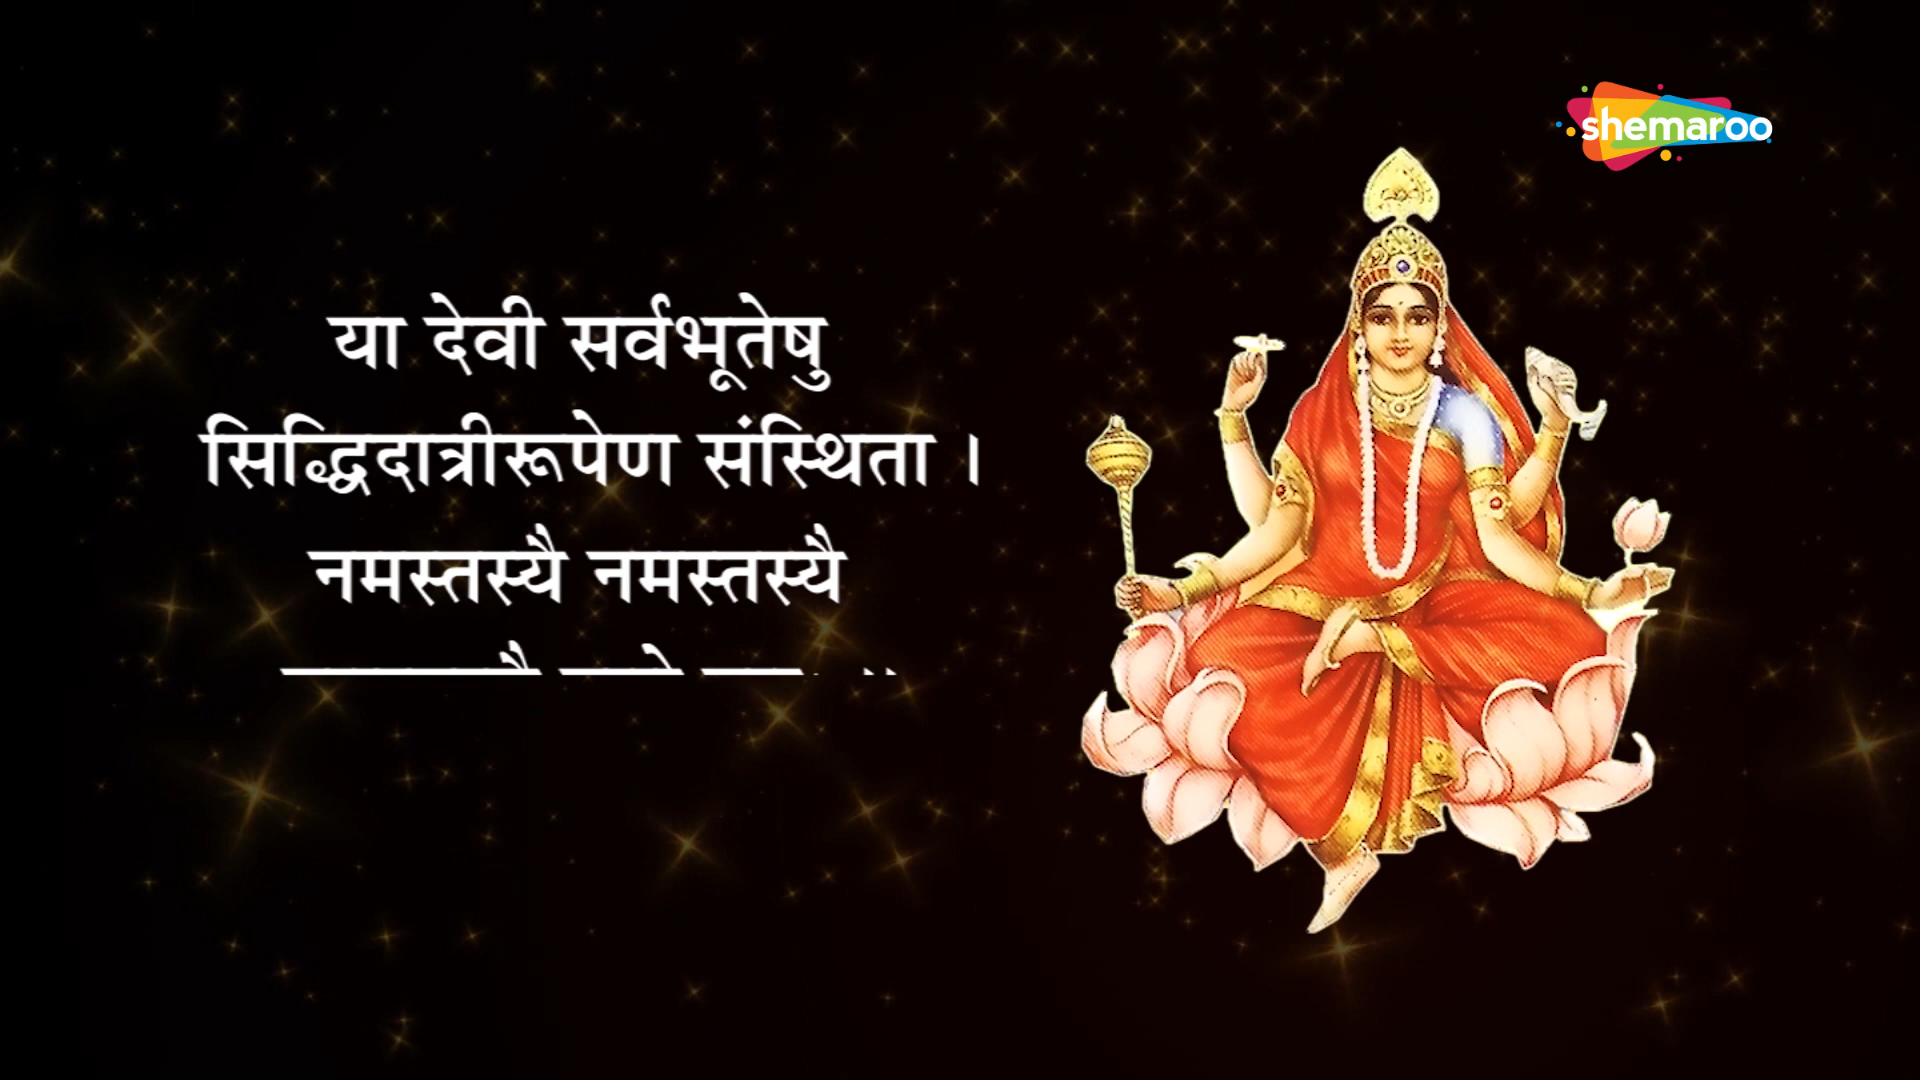 shemaroo
या देवी सर्वभूतेषु
सिद्धिदात्रीरूपेण संस्थिता ।
नमस्तस्यै नमस्तस्यै